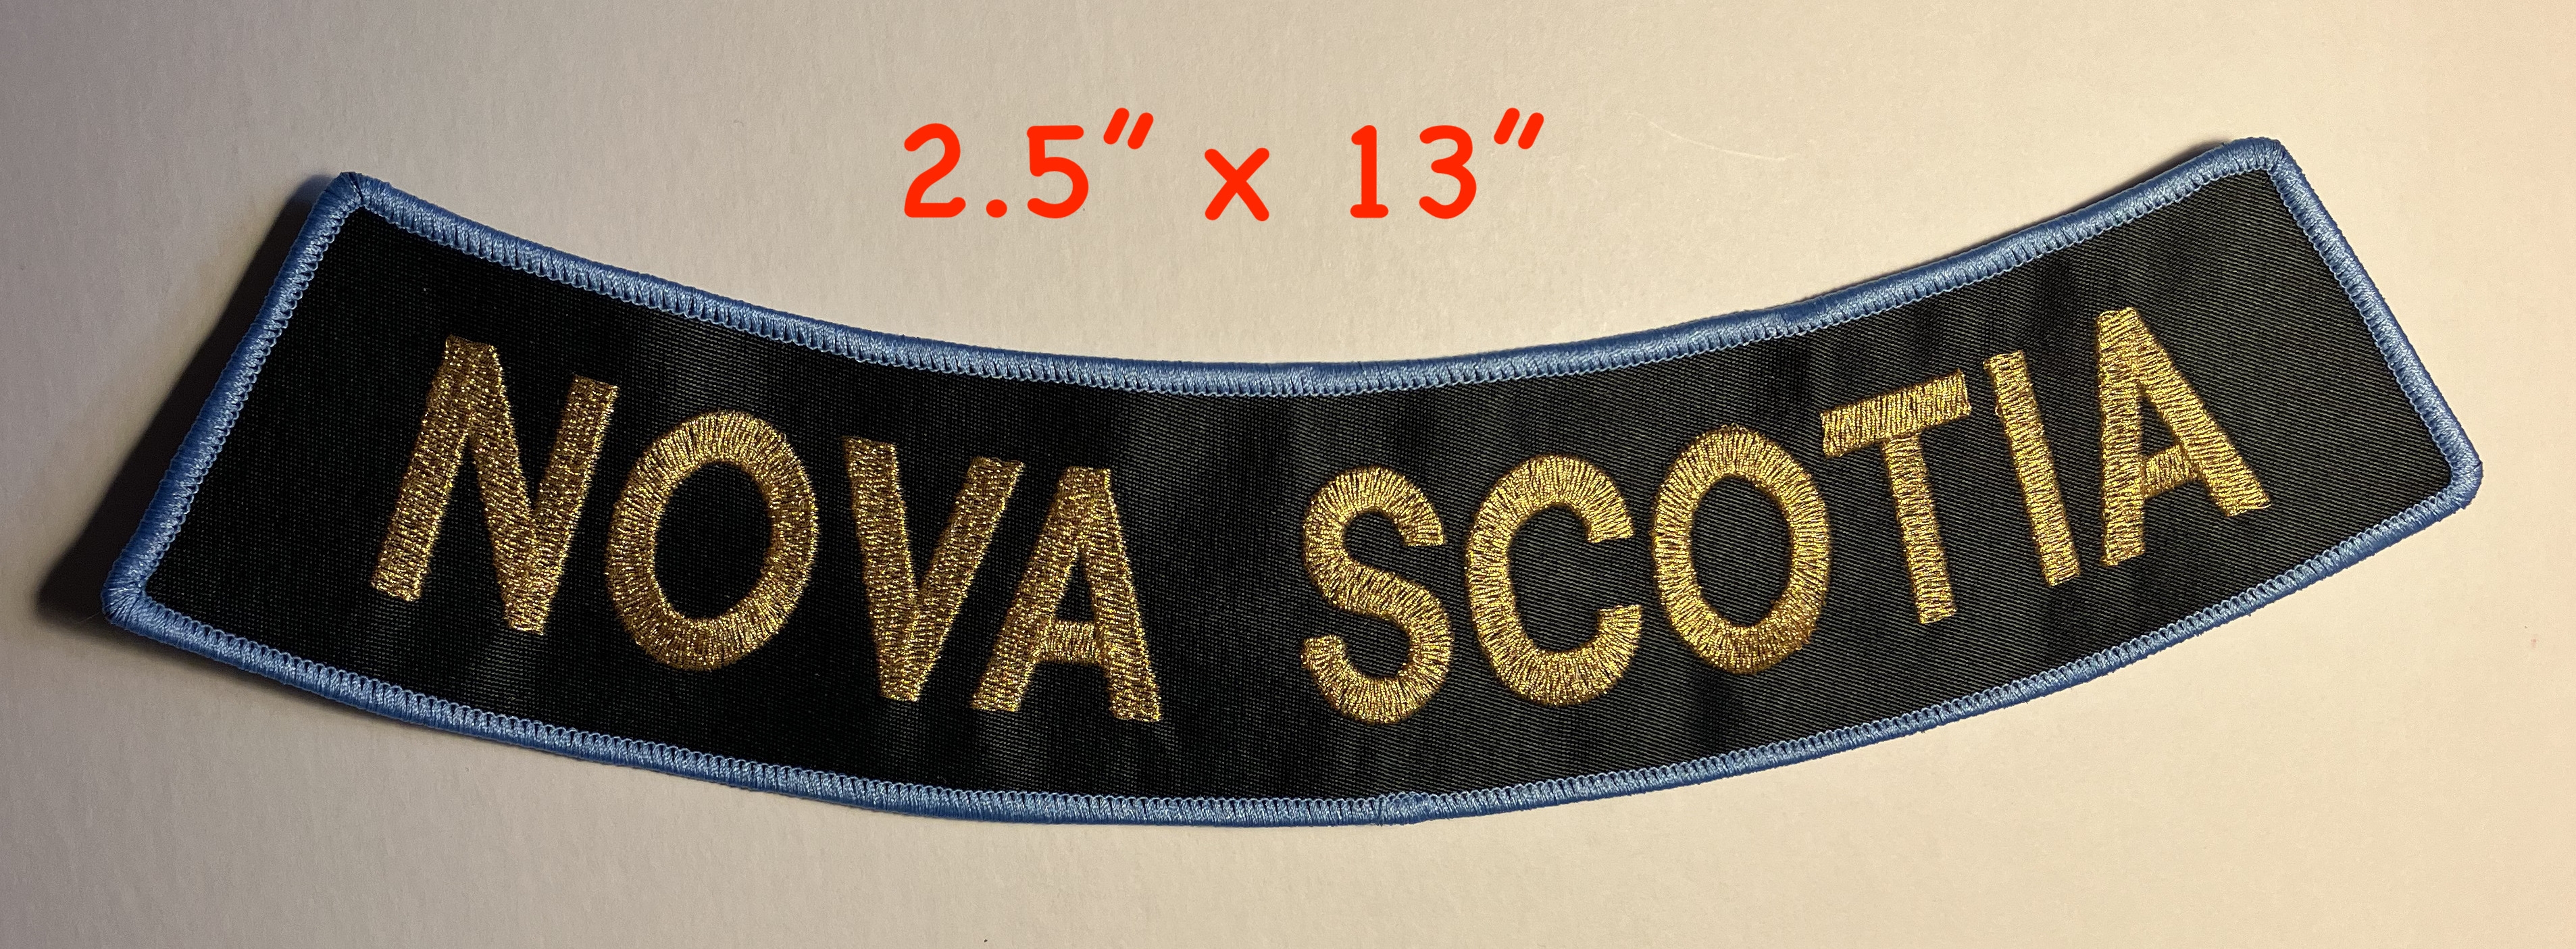 2.5" x 13"
NOVA SCOTIA